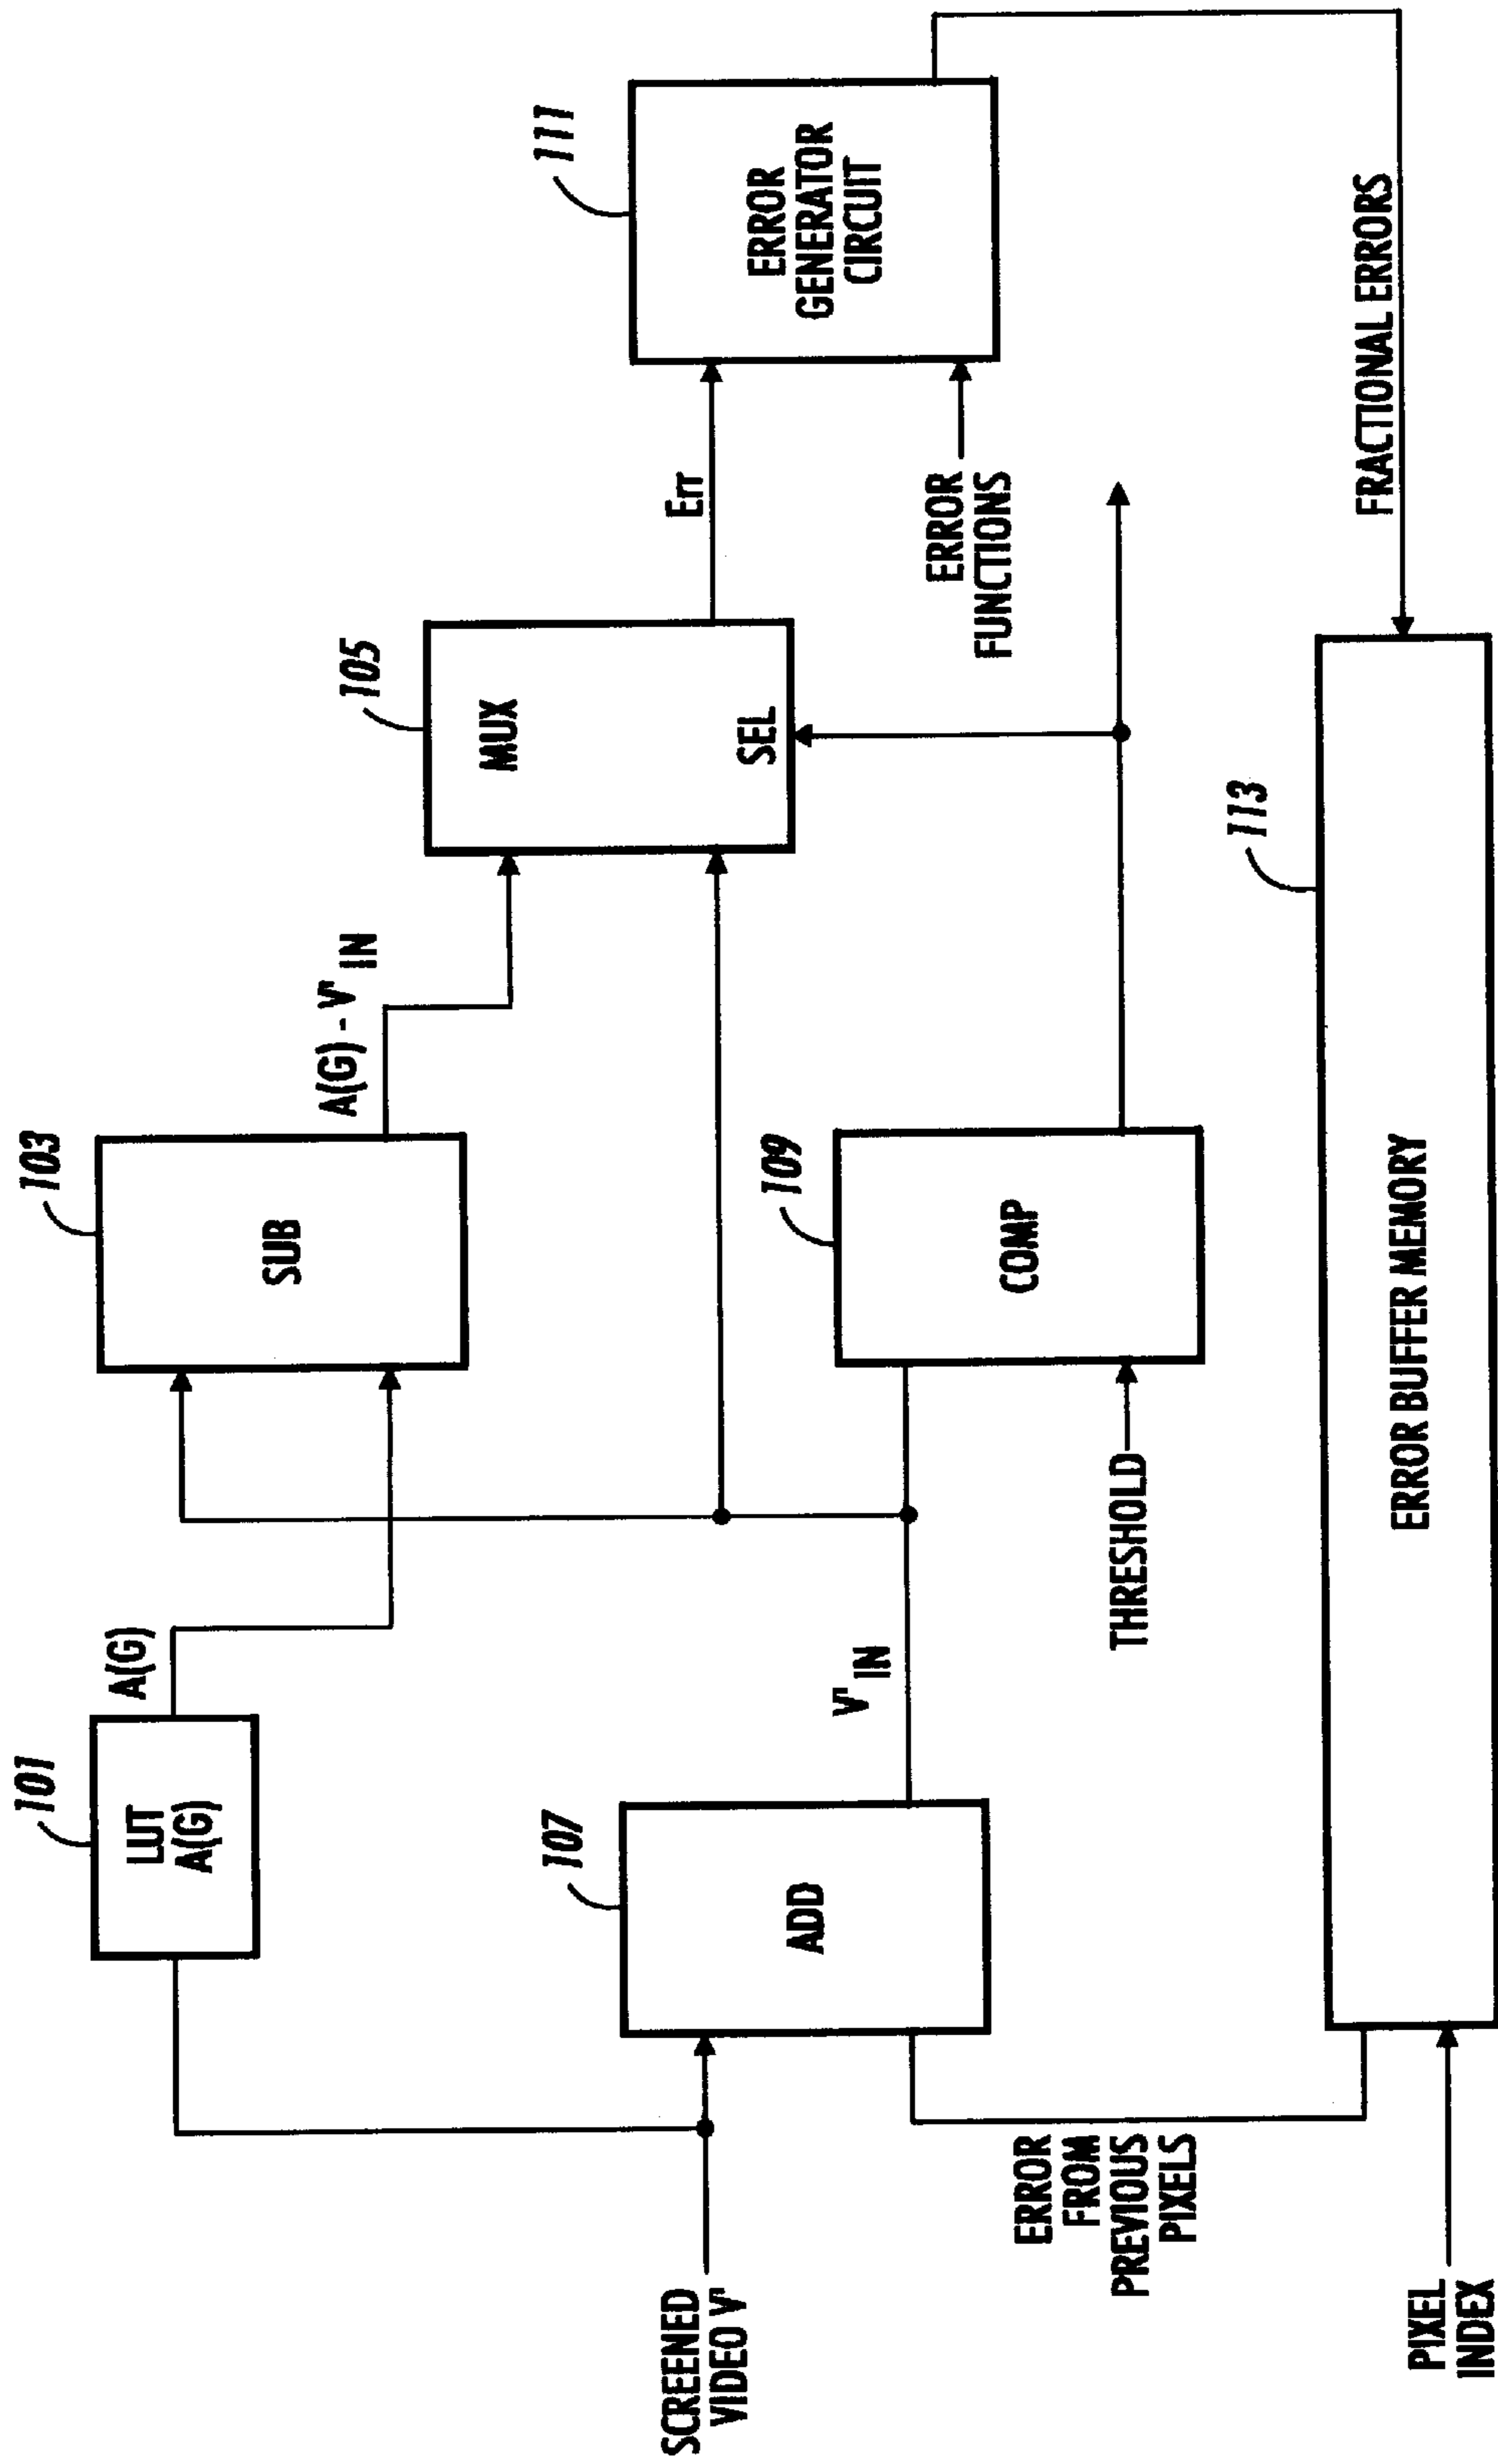 101
LUT
A(G)
A(G)
103
SUB
A(G) - V' IN
105
MUX
SEL
Err
111
ERROR
GENERATOR
CIRCUIT
ERROR
FUNCTIONS
SCREENED
VIDEO V'
107
ADD
V' IN
109
COMP
THRESHOLD
ERROR
FROM
PREVIOUS
PIXELS
113
FRACTIONAL ERRORS
PIXEL
INDEX
ERROR BUFFER MEMORY